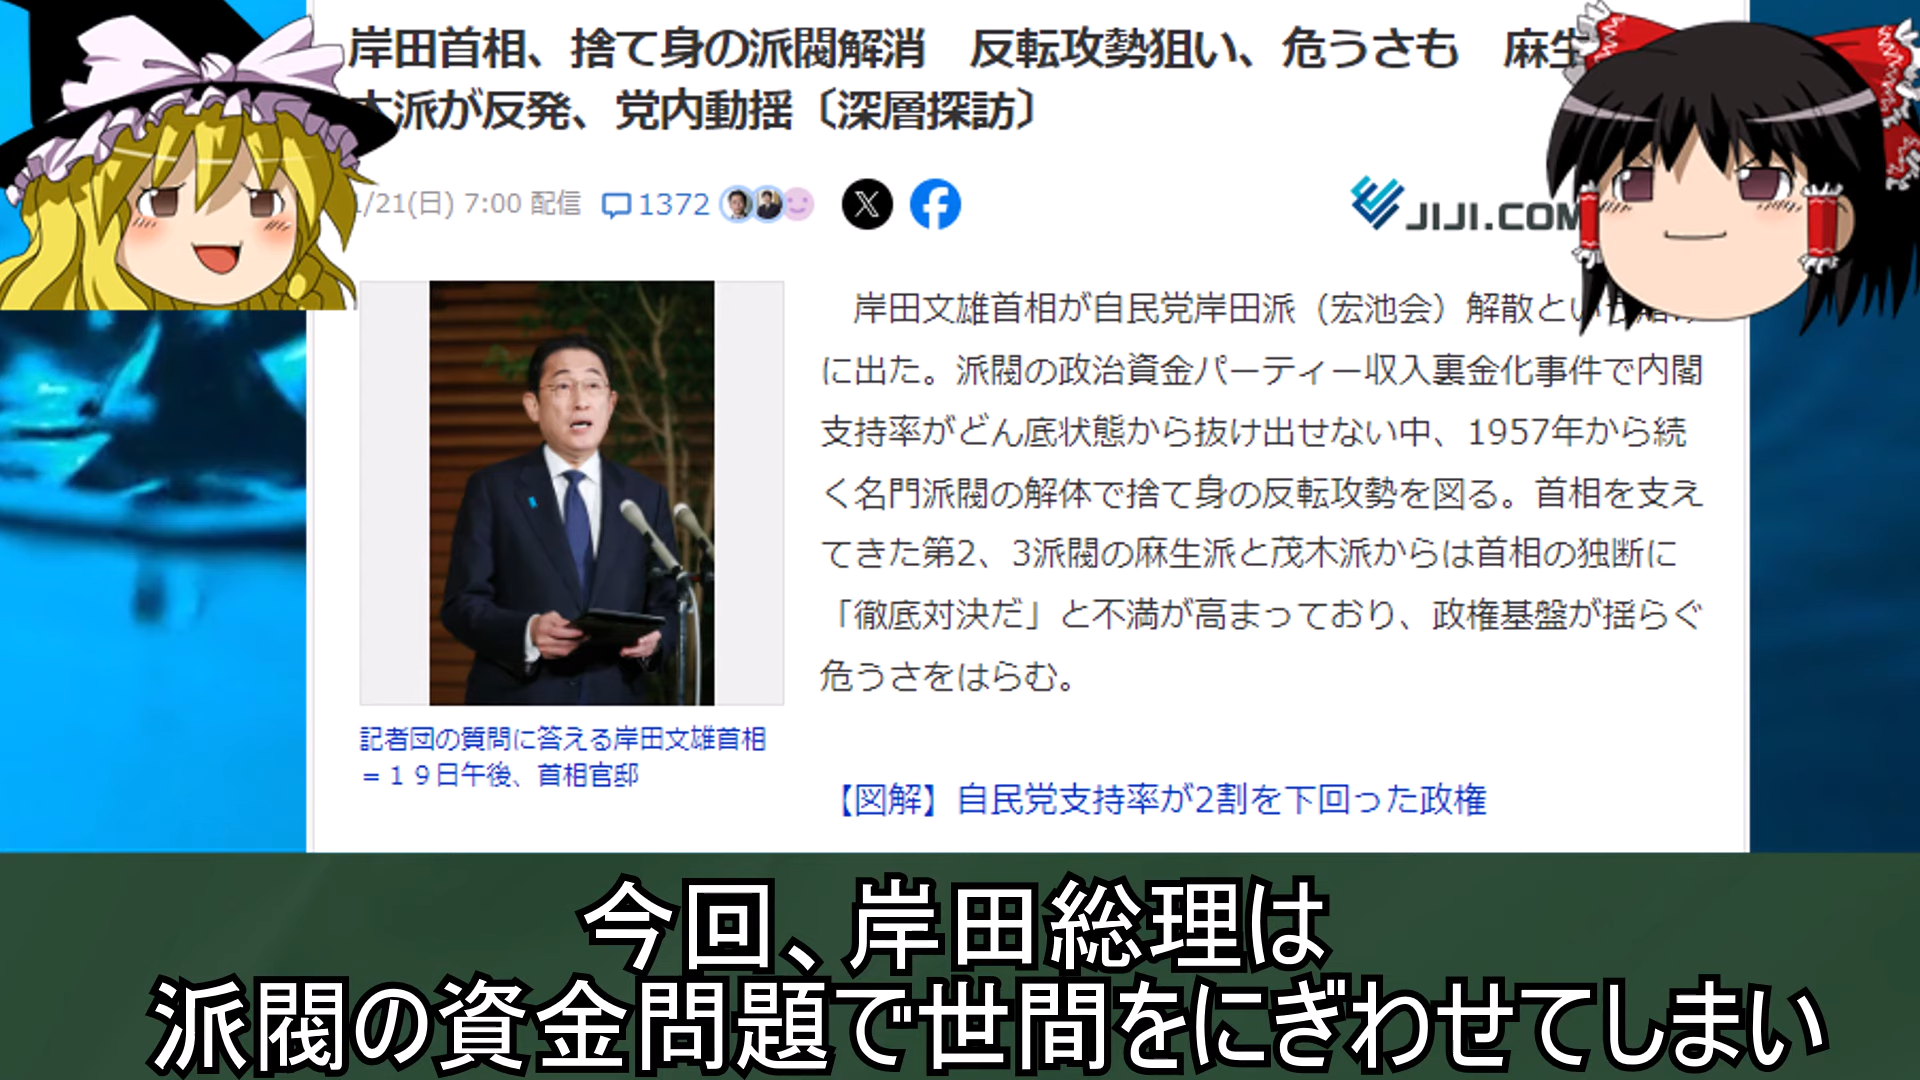 岸田首相、捨て身の派閥解消　反転攻勢狙い、危うさも　麻生
木派が反発、党内動揺〔深層探訪〕
/21(日) 7:00 配信 1372
JIJI.COM
岸田文雄首相が自民党岸田派（宏池会）解散とい
に出た。派閥の政治資金パーティー収入裏金化事件で内閣
支持率がどん底状態から抜け出せない中、1957年から続
く名門派閥の解体で捨て身の反転攻勢を図る。首相を支え
てきた第2、3派閥の麻生派と茂木派からは首相の独断に
「徹底対決だ」と不満が高まっており、政権基盤が揺らぐ
危うさをはらむ。
記者団の質問に答える岸田文雄首相
=１９日午後、首相官邸
【図解】自民党支持率が2割を下回った政権
今回、岸田総理は
派閥の資金問題で世間をにぎわせてしまい